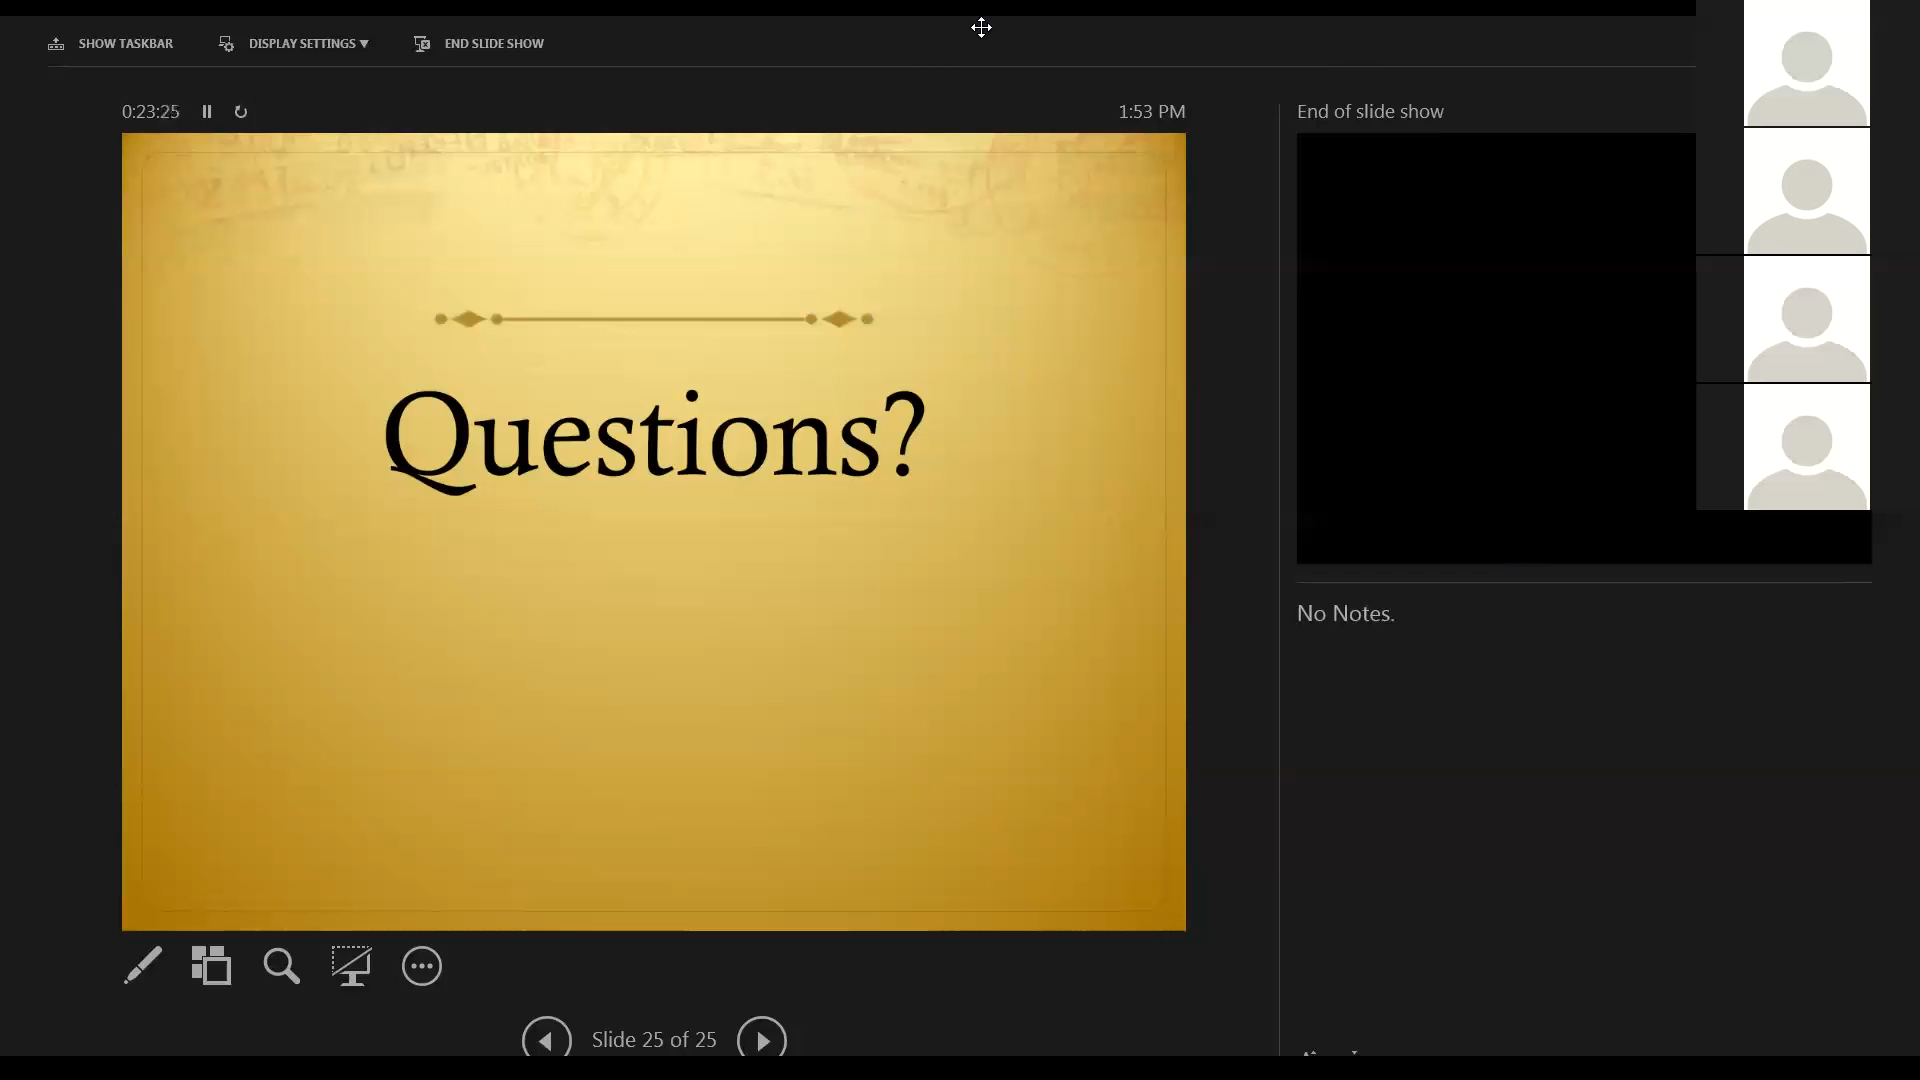 SHOW TASKBAR
DISPLAY SETTINGS ▼
END SLIDE SHOW
0:23:25
1:53 PM
End of slide show
Questions?
No Notes.
Slide 25 of 25